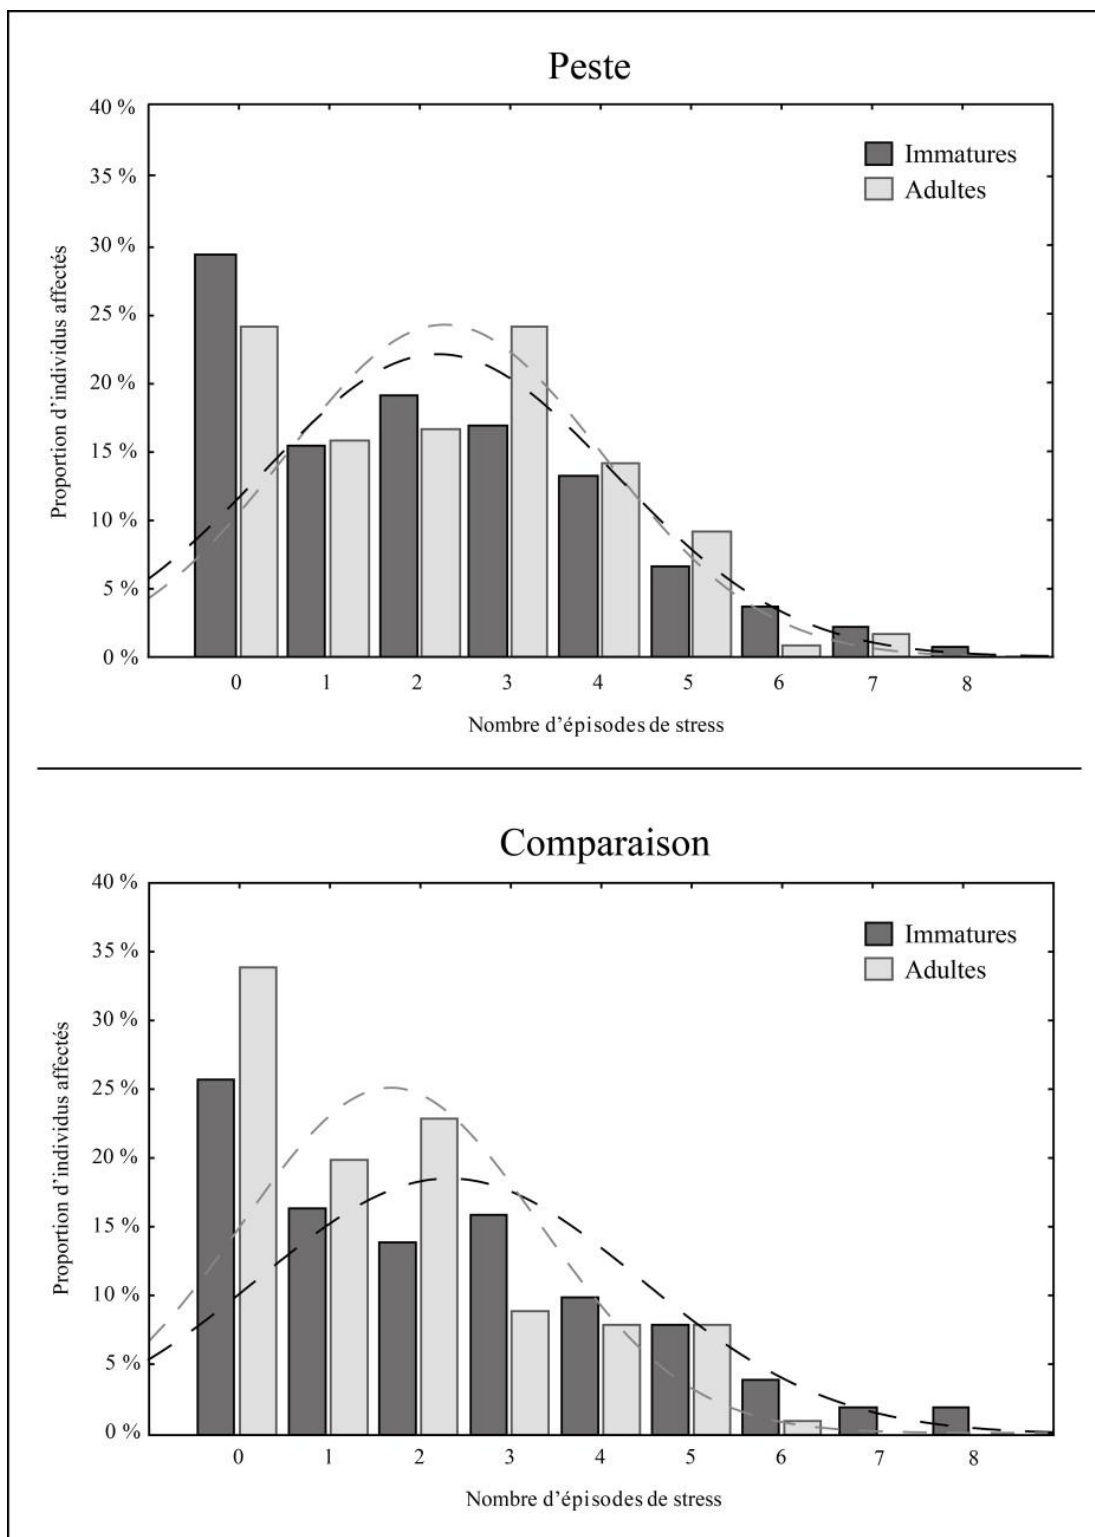 Peste
40 %
Immatures
35 %
Adultes
30 %
25 %
20 %
15 %
10 %
5 %
0 %
Proportion d’individus affectés
0 1 2 3 4 5 6 7 8
Nombre d’épisodes de stress
Comparaison
40 %
Immatures
35 %
Adultes
30 %
25 %
20 %
15 %
10 %
5 %
0 %
Proportion d’individus affectés
0 1 2 3 4 5 6 7 8
Nombre d’épisodes de stress